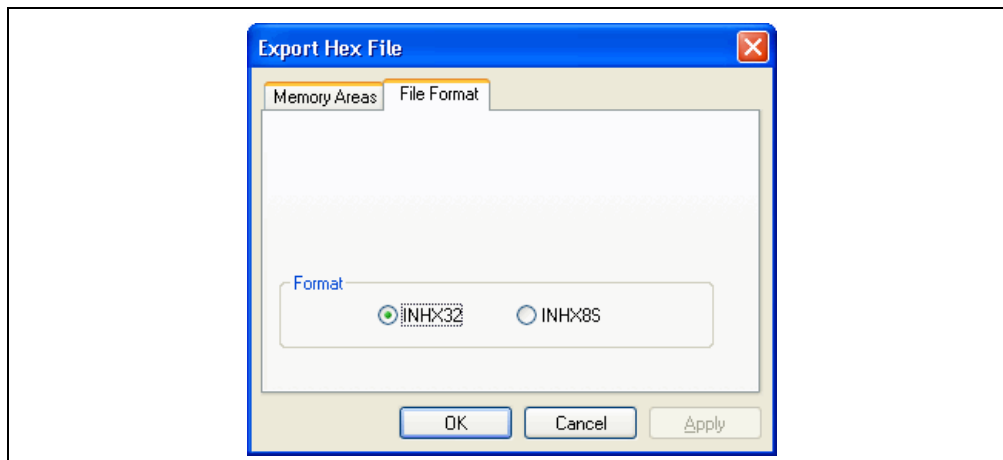 Export Hex File
Memory Areas File Format
Format
INHX32 INHX8S
OK Cancel Apply